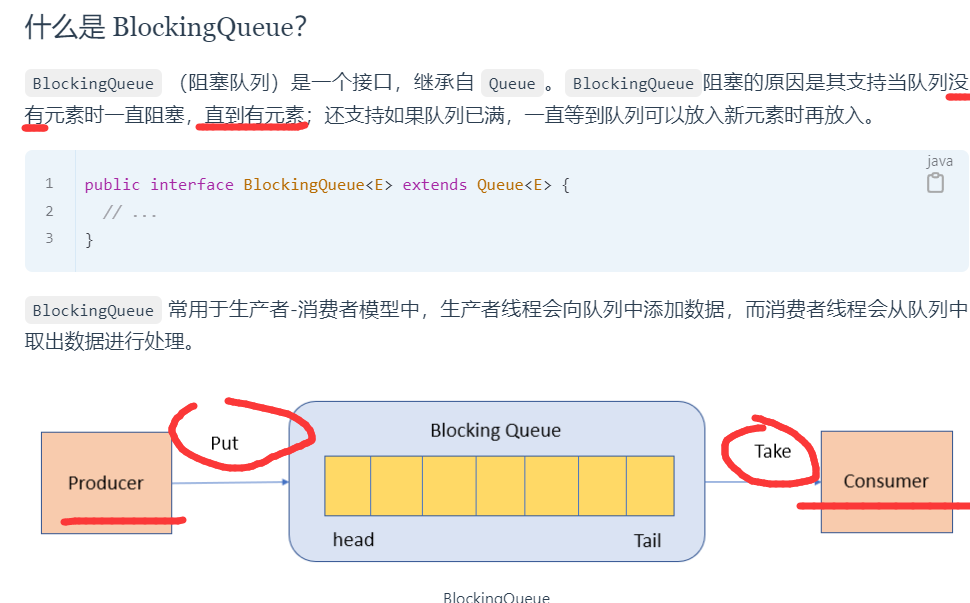 什么是 BlockingQueue？
BlockingQueue （阻塞队列）是一个接口，继承自 Queue 。 BlockingQueue 阻塞的原因是其支持当队列没
有元素时一直阻塞，直到有元素；还支持如果队列已满，一直等到队列可以放入新元素时再放入。
java
1 public interface BlockingQueue<E> extends Queue<E> {
2 // ...
3 }
BlockingQueue 常用于生产者-消费者模型中，生产者线程会向队列中添加数据，而消费者线程会从队列中
取出数据进行处理。
Blocking Queue
Put
Take
Producer
Consumer
head
Tail
BlockingQueue